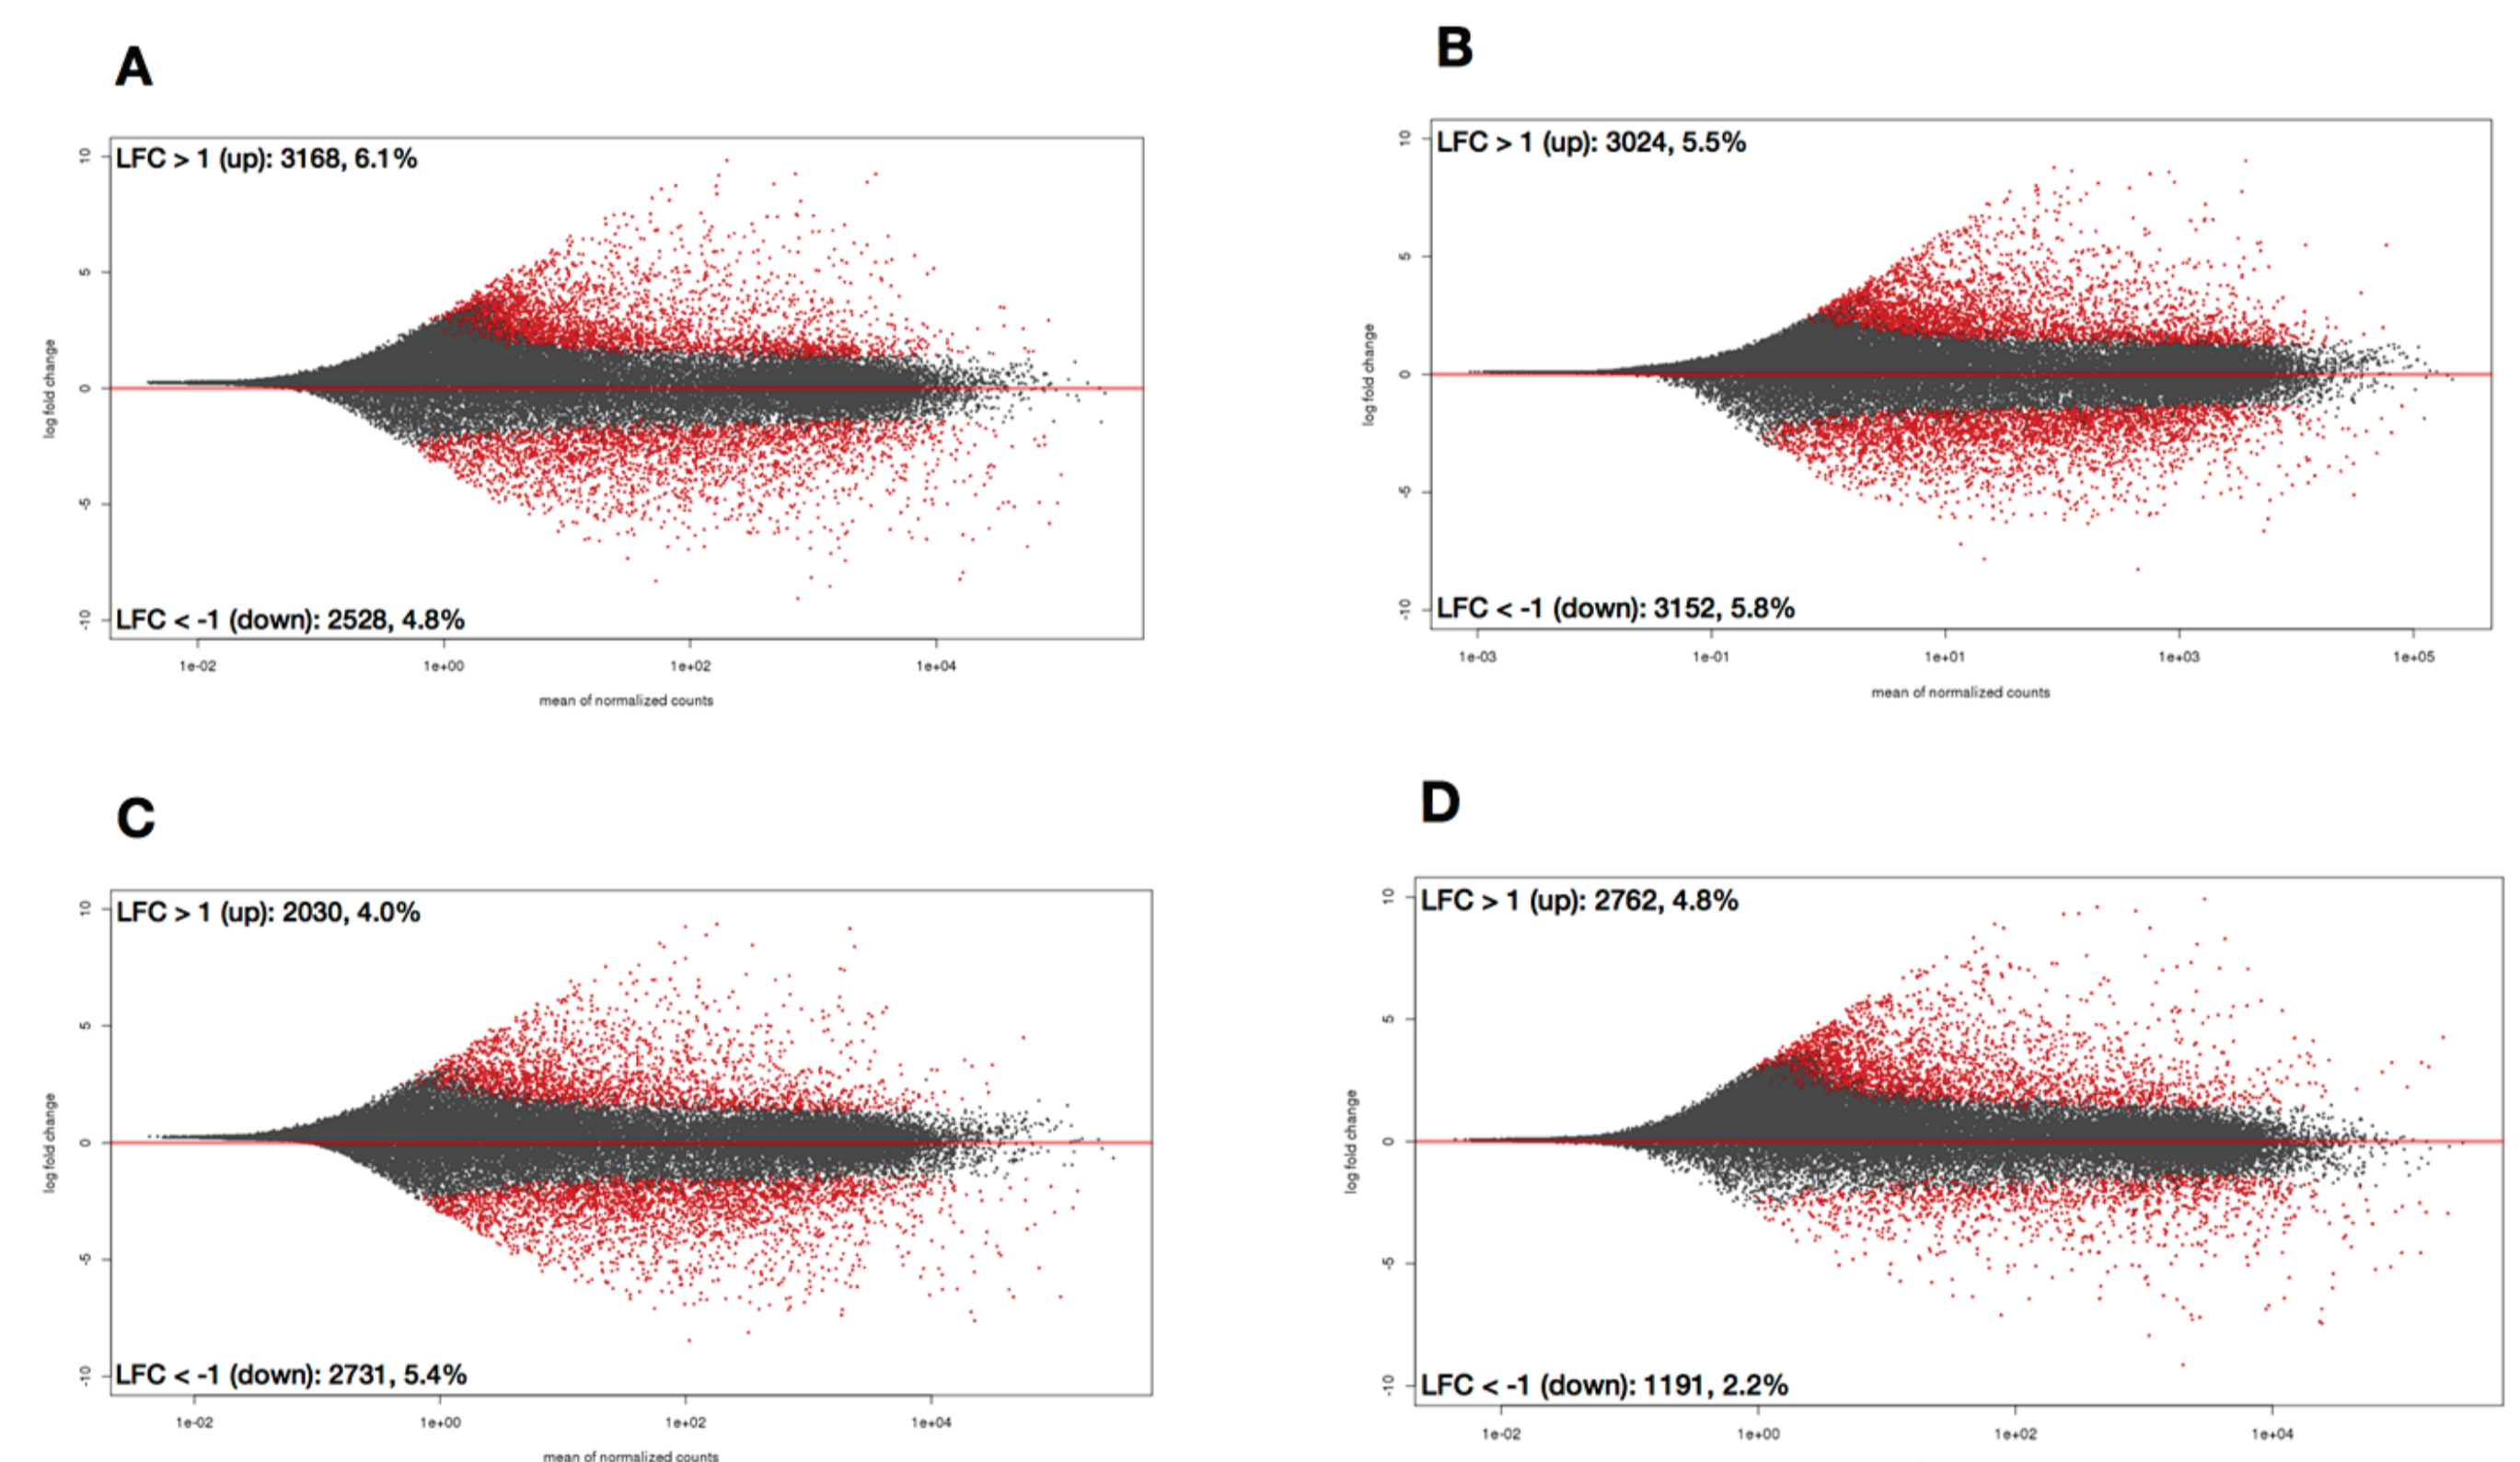 A
LFC > 1 (up): 3168, 6.1%
10
5
0
-5
-10
log fold change
LFC < -1 (down): 2528, 4.8%
1e-02 1e+00 1e+02 1e+04
mean of normalized counts
B
LFC > 1 (up): 3024, 5.5%
10
5
0
-5
-10
log fold change
LFC < -1 (down): 3152, 5.8%
1e-03 1e-01 1e+01 1e+03 1e+05
mean of normalized counts
C
LFC > 1 (up): 2030, 4.0%
10
5
0
-5
-10
log fold change
LFC < -1 (down): 2731, 5.4%
1e-02 1e+00 1e+02 1e+04
mean of normalized counts
D
LFC > 1 (up): 2762, 4.8%
10
5
0
-5
-10
log fold change
LFC < -1 (down): 1191, 2.2%
1e-02 1e+00 1e+02 1e+04